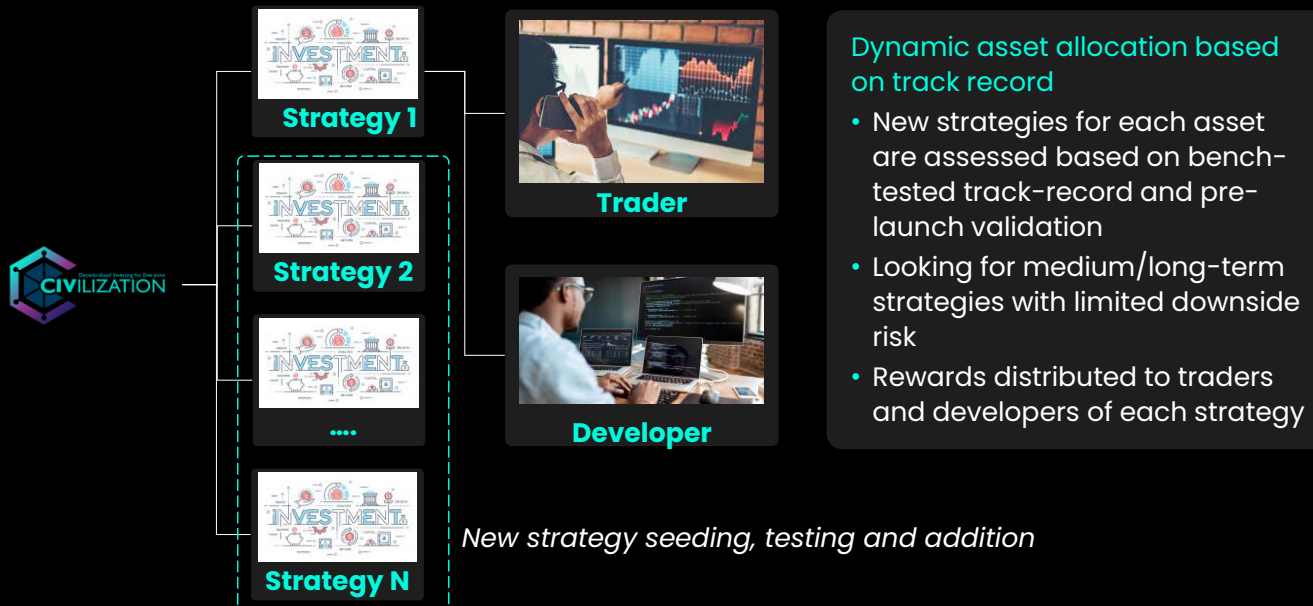 INVESTMENT
Strategy 1
INVESTMENT
Strategy 2
INVESTMENT
....
INVESTMENT
Strategy N
Decentralized Investing for Everyone
CIVILIZATION
Trader
Developer
New strategy seeding, testing and addition
Dynamic asset allocation based
on track record
• New strategies for each asset
are assessed based on bench-
tested track-record and pre-
launch validation
• Looking for medium/long-term
strategies with limited downside
risk
• Rewards distributed to traders
and developers of each strategy